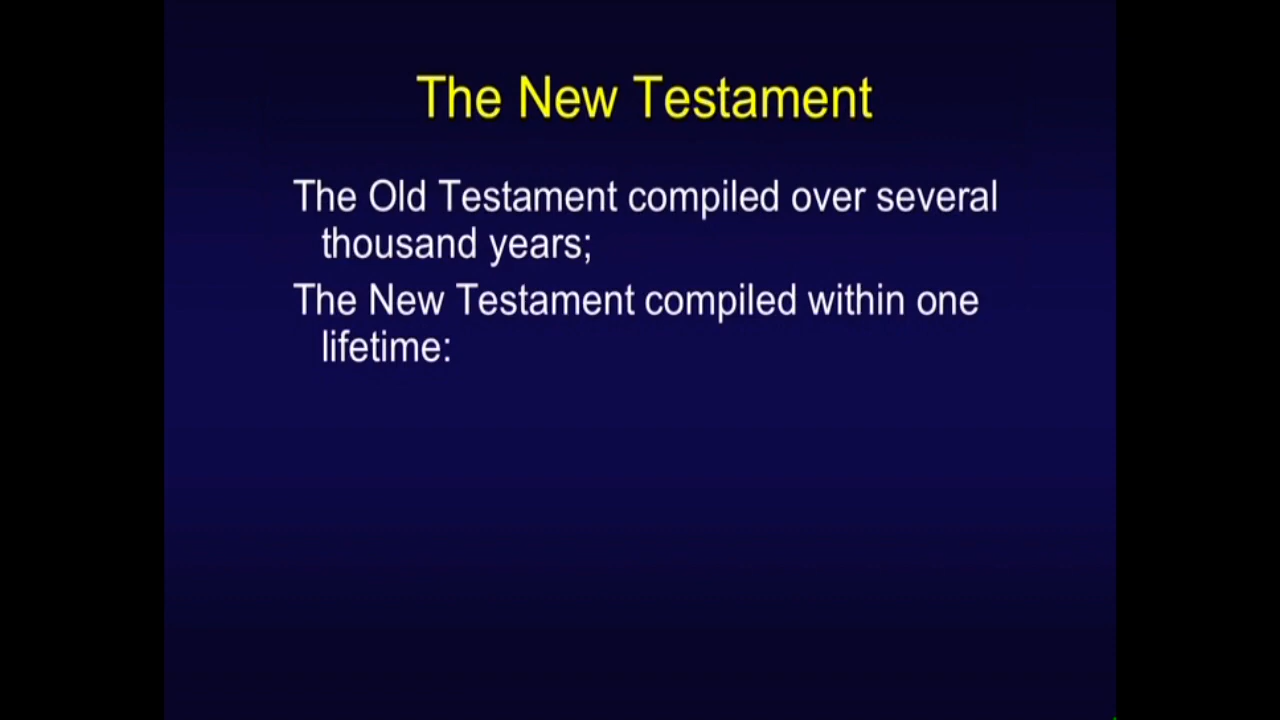 The New Testament
The Old Testament compiled over several
thousand years;
The New Testament compiled within one
lifetime: